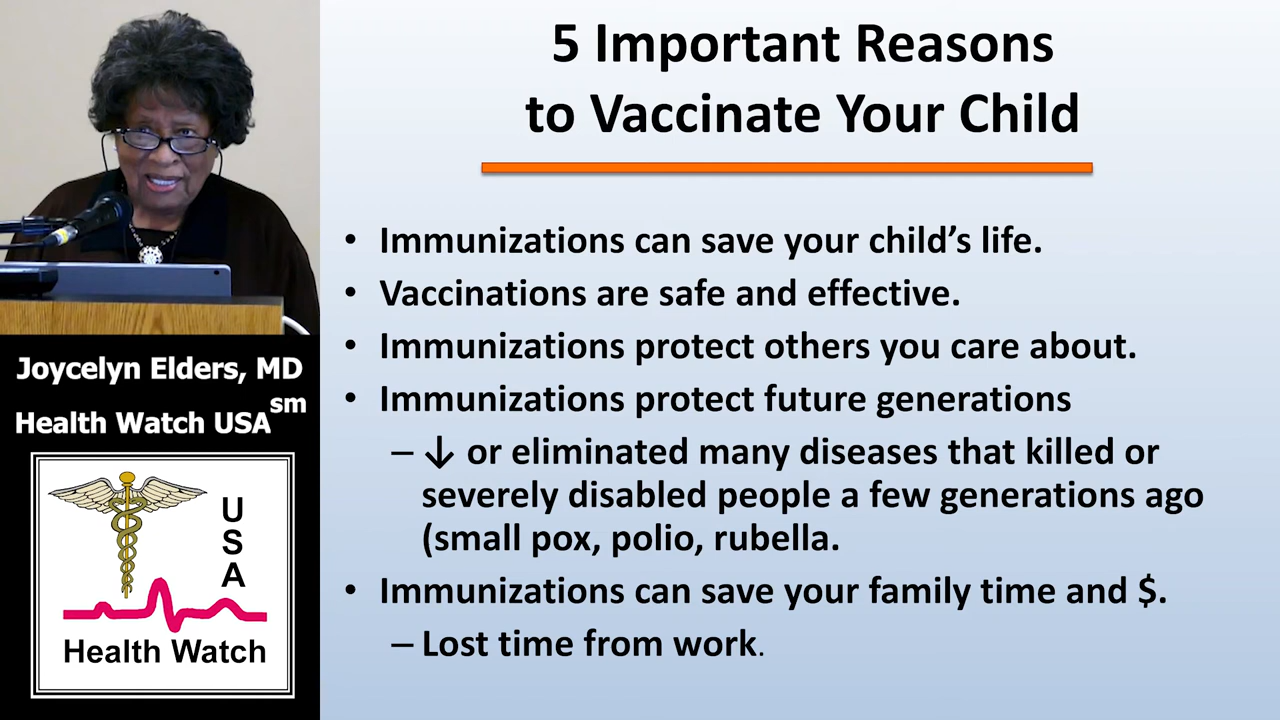 5 Important Reasons
to Vaccinate Your Child
• Immunizations can save your child’s life.
• Vaccinations are safe and effective.
• Immunizations protect others you care about.
• Immunizations protect future generations
– ↓ or eliminated many diseases that killed or
severely disabled people a few generations ago
(small pox, polio, rubella.
• Immunizations can save your family time and $.
– Lost time from work.
Joycelyn Elders, MD
Health Watch USA sm
U
S
A
Health Watch